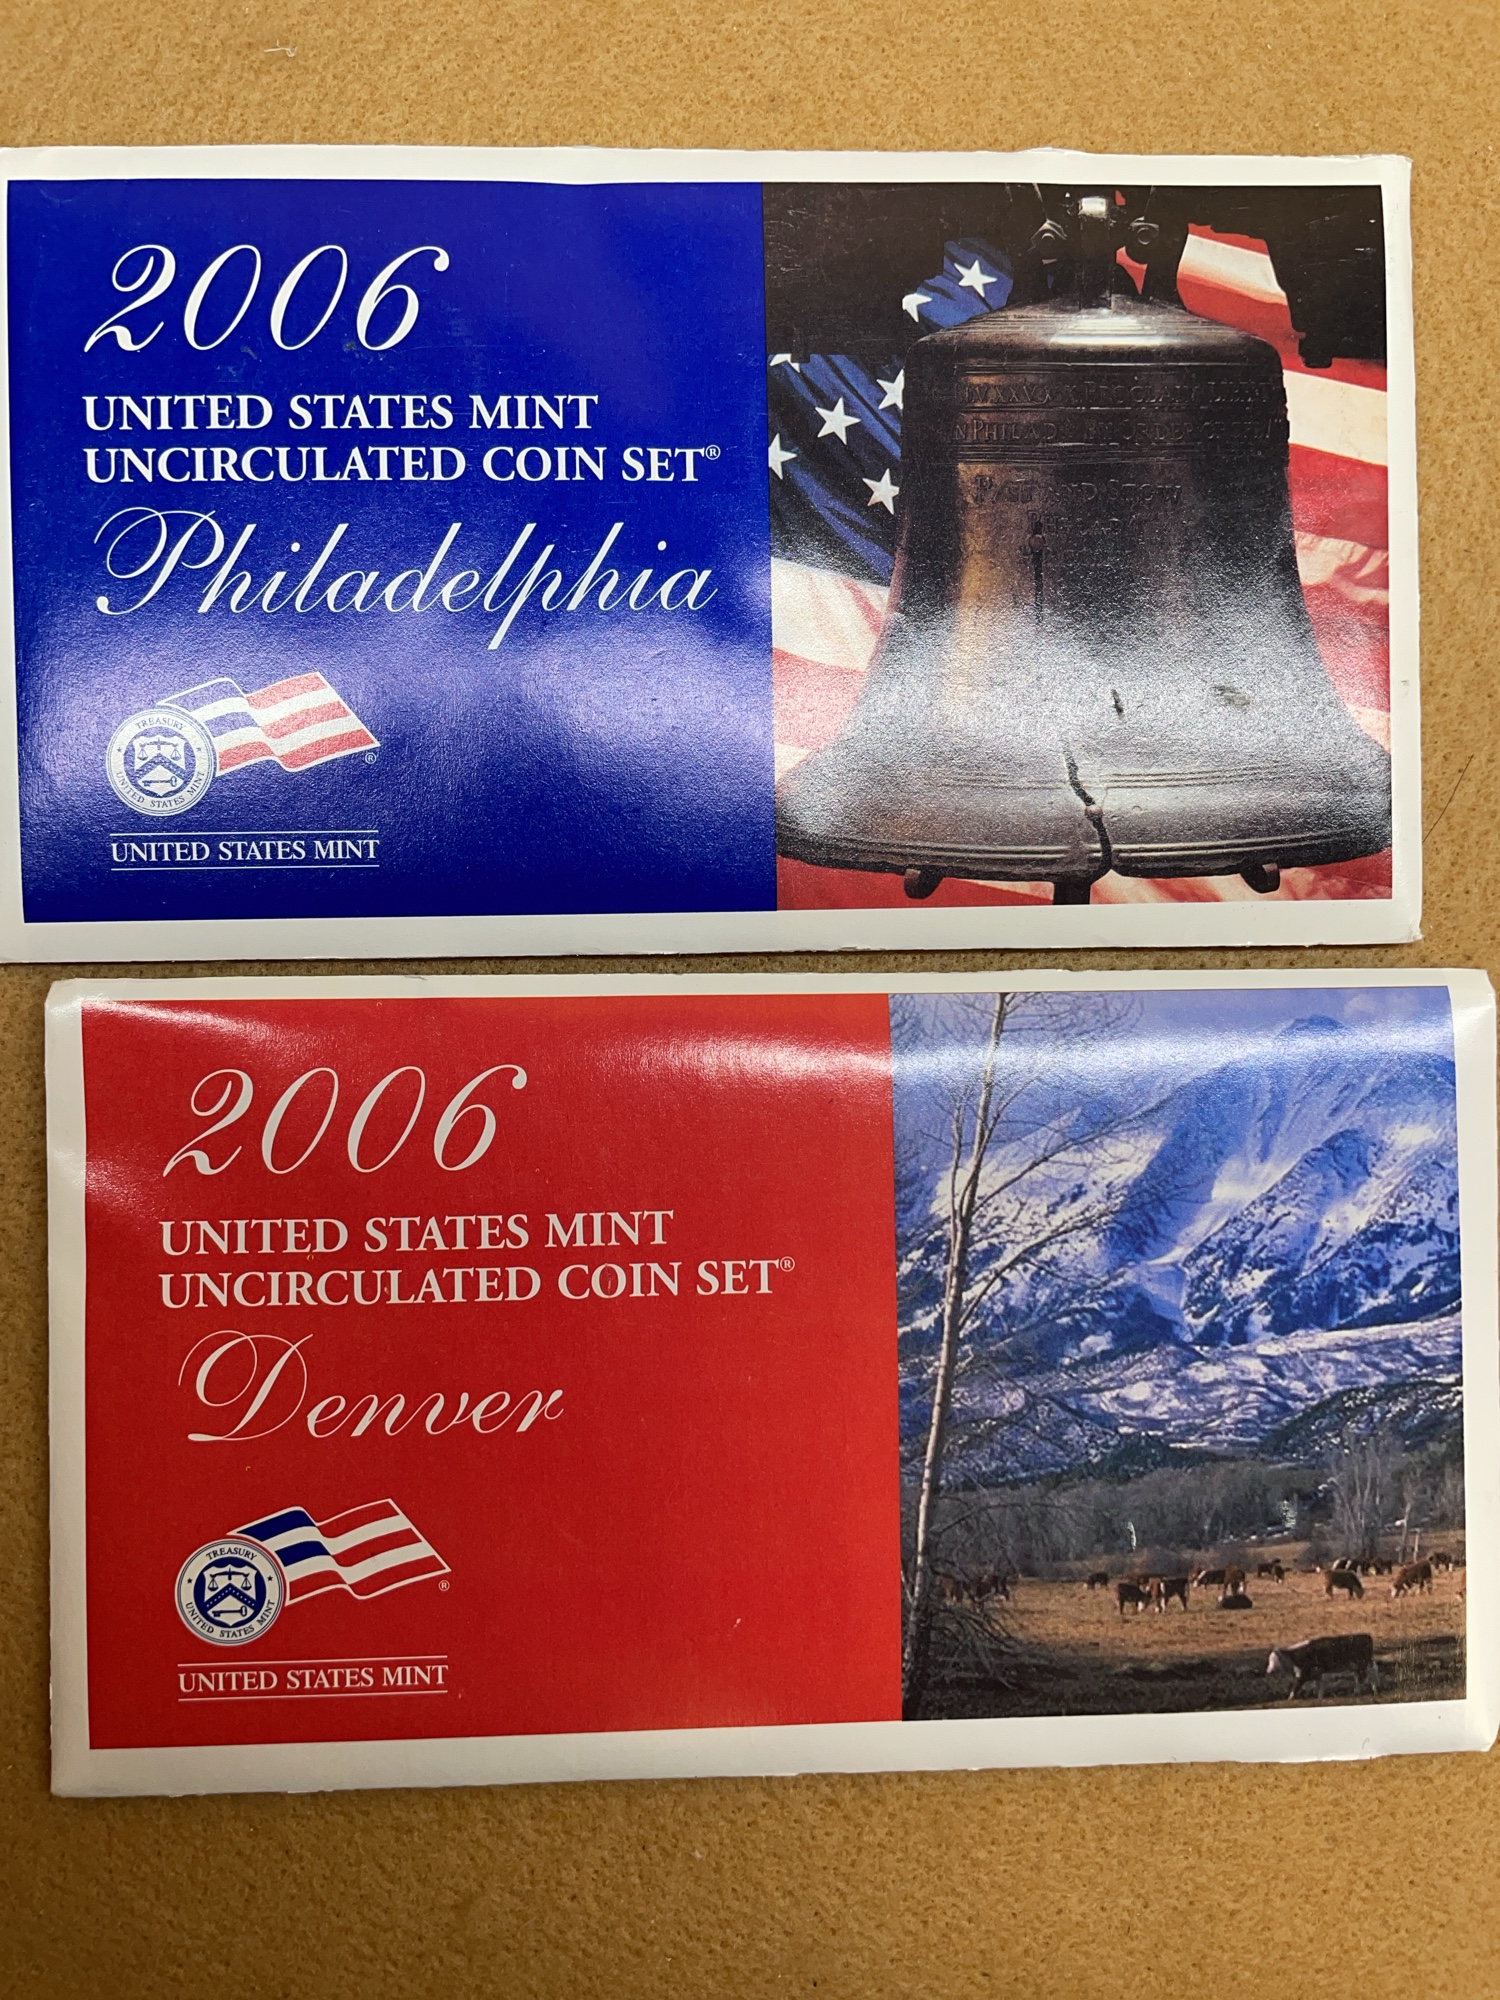 2006
UNITED STATES MINT
UNCIRCULATED COIN SET®
Philadelphia
TREASURY
UNITED STATES MINT
®
UNITED STATES MINT
PHILADA
2006
UNITED STATES MINT
UNCIRCULATED COIN SET®
Denver
TREASURY
UNITED STATES MINT
®
UNITED STATES MINT